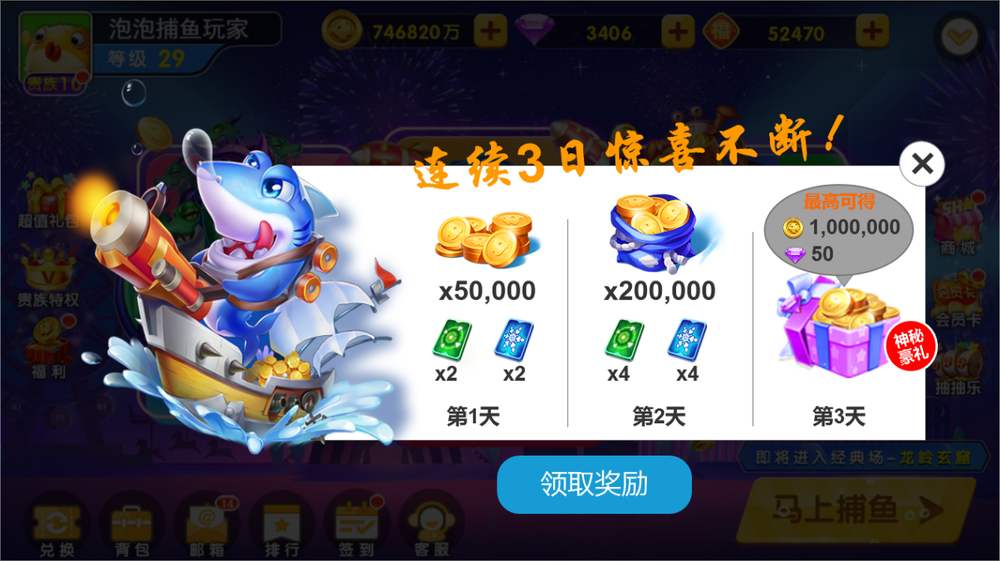 泡泡捕鱼玩家
等级 29
贵族10
746820万
3406
福
52470
连续3日惊喜不断!
最高可得
1,000,000
50
x50,000
x200,000
x2
x2
x4
x4
神秘
豪礼
第1天
第2天
第3天
领取奖励
超值礼包
V
贵族特权
福利
商城
会员卡
会员卡
抽抽乐
即将进入经典场-龙岭玄窟
马上捕鱼
14
兑换
背包
邮箱
排行
签到
客服